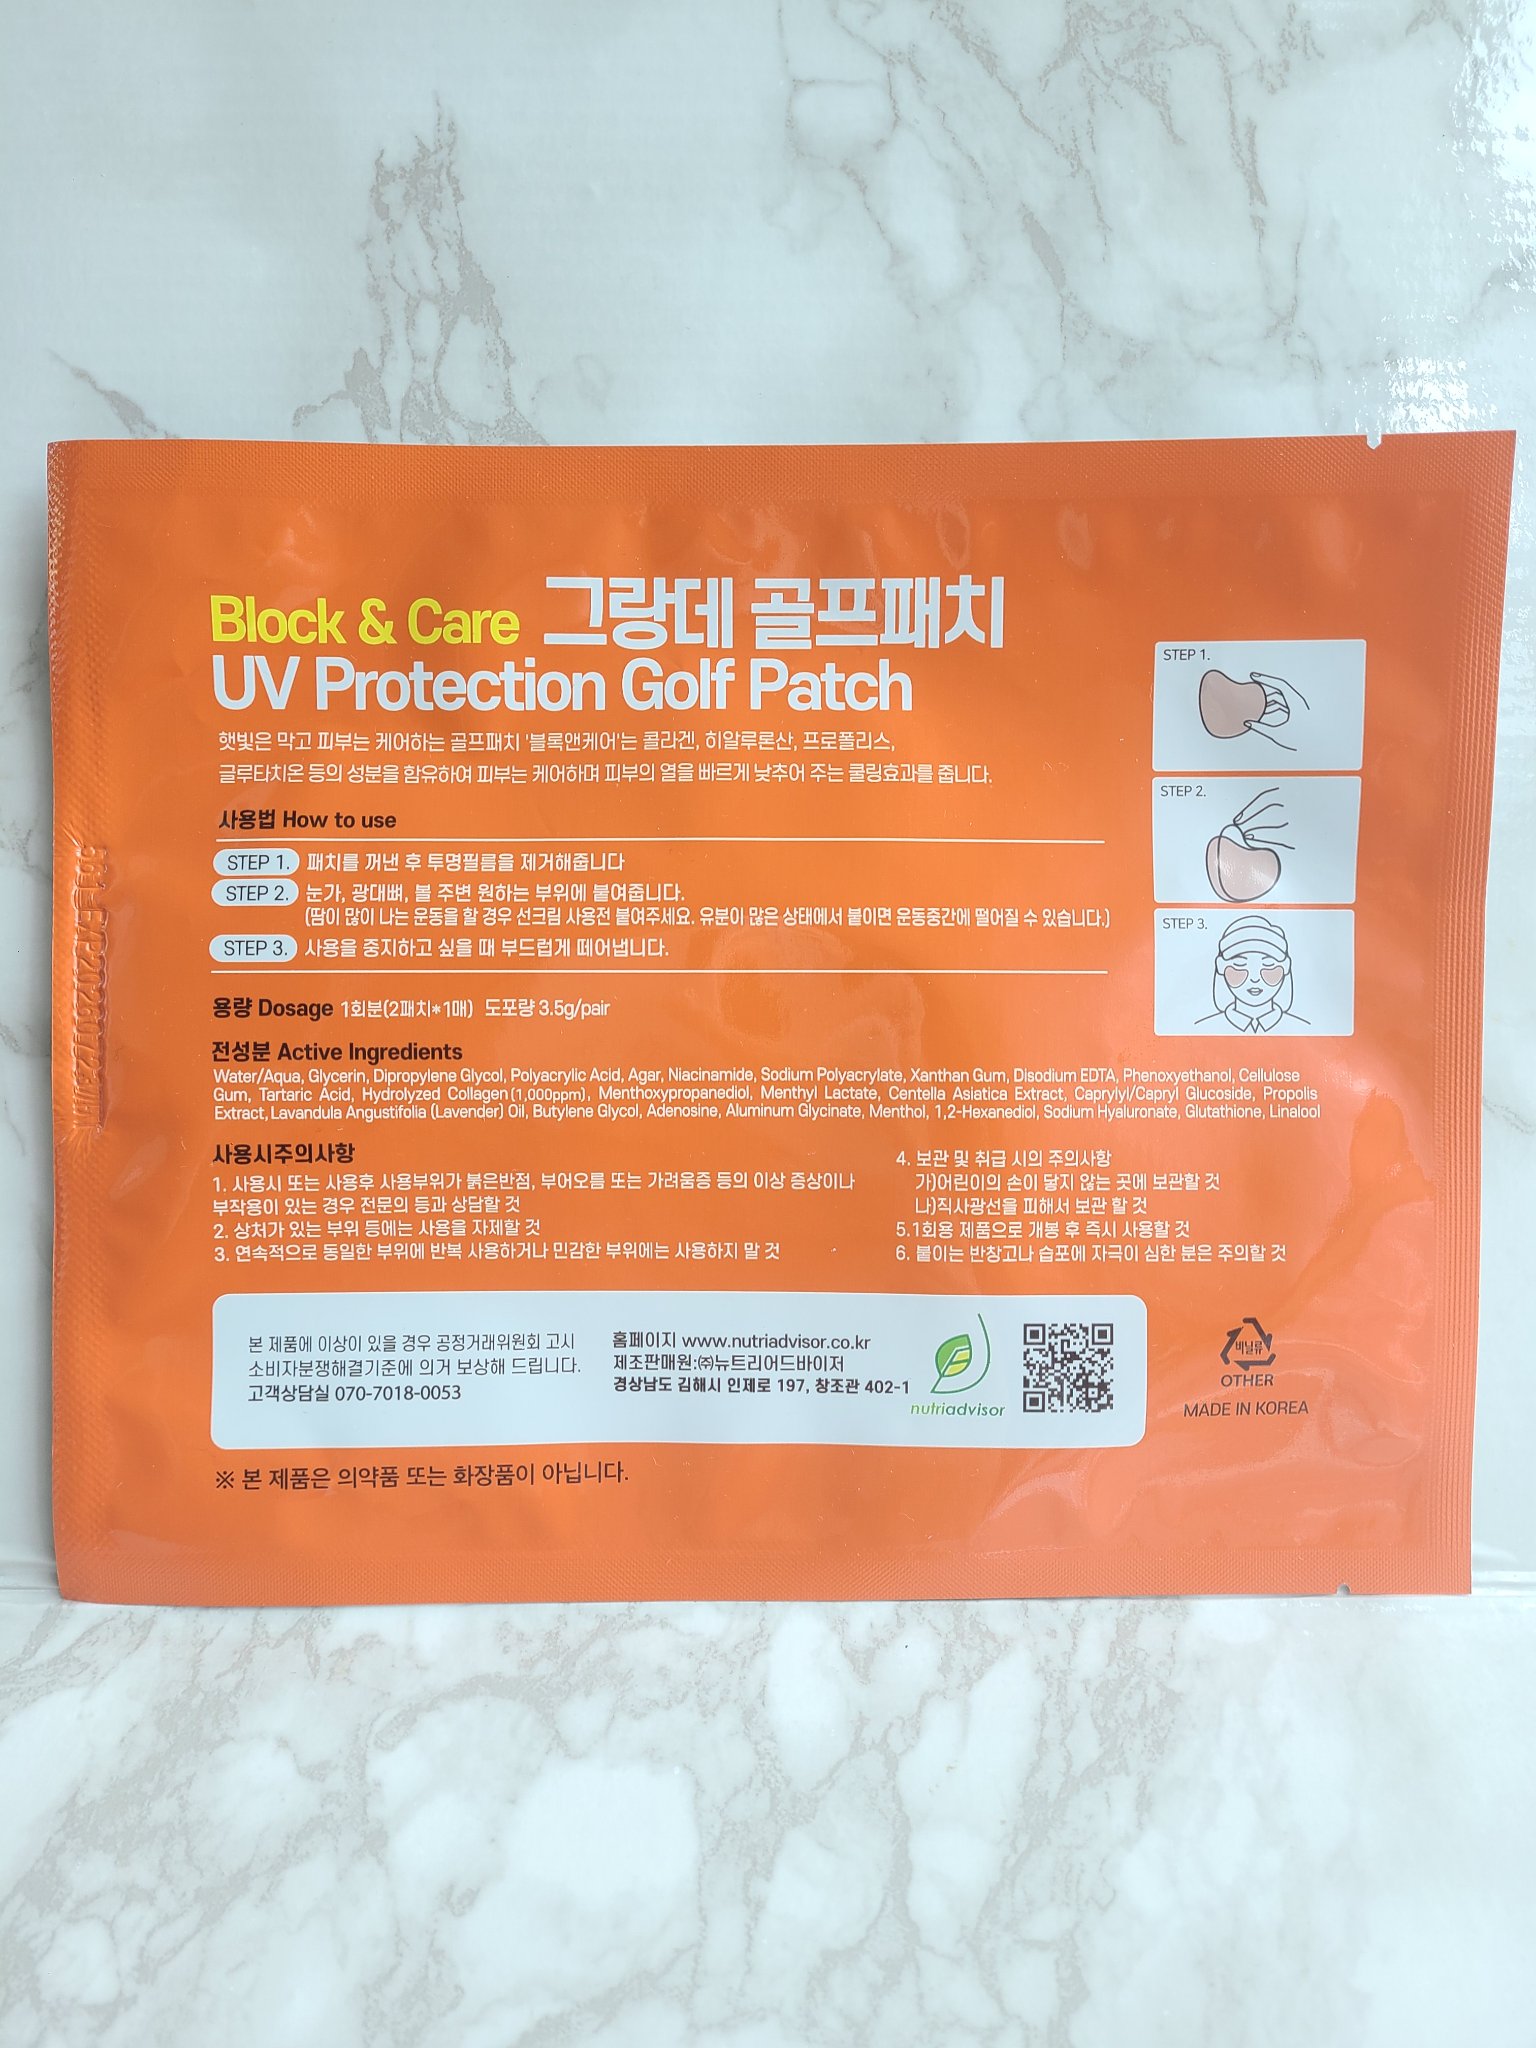 Block & Care 그랑데 골프패치
UV Protection Golf Patch
햇빛은 막고 피부는 케어하는 골프패치 '블록앤케어'는 콜라겐, 히알루론산, 프로폴리스,
글루타치온 등의 성분을 함유하여 피부는 케어하며 피부의 열을 빠르게 낮추어 주는 쿨링효과를 줍니다.
사용법 How to use
STEP 1. 패치를 꺼낸 후 투명필름을 제거해줍니다
STEP 2. 눈가, 광대뼈, 볼 주변 원하는 부위에 붙여줍니다.
(땀이 많이 나는 운동을 할 경우 선크림 사용전 붙여주세요. 유분이 많은 상태에서 붙이면 운동중간에 떨어질 수 있습니다.)
STEP 3. 사용을 중지하고 싶을 때 부드럽게 떼어냅니다.
STEP 1.
STEP 2.
STEP 3.
용량 Dosage 1회분(2패치*1매) 도포량 3.5g/pair
전성분 Active Ingredients
Water/Aqua, Glycerin, Dipropylene Glycol, Polyacrylic Acid, Agar, Niacinamide, Sodium Polyacrylate, Xanthan Gum, Disodium EDTA, Phenoxyethanol, Cellulose
Gum, Tartaric Acid, Hydrolyzed Collagen(1,000ppm), Menthoxypropanediol, Menthyl Lactate, Centella Asiatica Extract, Caprylyl/Capryl Glucoside, Propolis
Extract, Lavandula Angustifolia (Lavender) Oil, Butylene Glycol, Adenosine, Aluminum Glycinate, Menthol, 1,2-Hexanediol, Sodium Hyaluronate, Glutathione, Linalool
사용시주의사항
1. 사용시 또는 사용후 사용부위가 붉은반점, 부어오름 또는 가려움증 등의 이상 증상이나
부작용이 있는 경우 전문의 등과 상담할 것
2. 상처가 있는 부위 등에는 사용을 자제할 것
3. 연속적으로 동일한 부위에 반복 사용하거나 민감한 부위에는 사용하지 말 것
4. 보관 및 취급 시의 주의사항
가)어린이의 손이 닿지 않는 곳에 보관할 것
나)직사광선을 피해서 보관 할 것
5.1회용 제품으로 개봉 후 즉시 사용할 것
6. 붙이는 반창고나 습포에 자극이 심한 분은 주의할 것
본 제품에 이상이 있을 경우 공정거래위원회 고시
소비자분쟁해결기준에 의거 보상해 드립니다.
고객상담실 070-7018-0053
홈페이지 www.nutriadvisor.co.kr
제조판매원:㈜뉴트리어드바이저
경상남도 김해시 인제로 197, 창조관 402-1
nutriadvisor
비닐류
OTHER
MADE IN KOREA
※ 본 제품은 의약품 또는 화장품이 아닙니다.